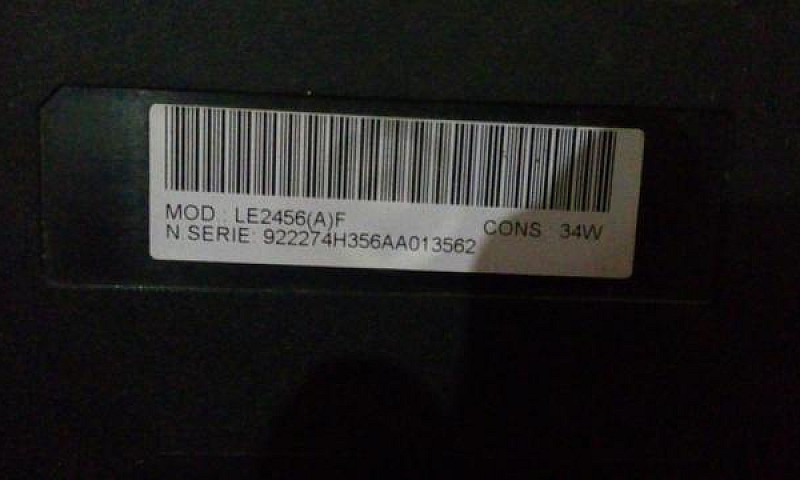 MOD : LE2456(A)F CONS : 34W
N.SERIE: 922274H356AA013562